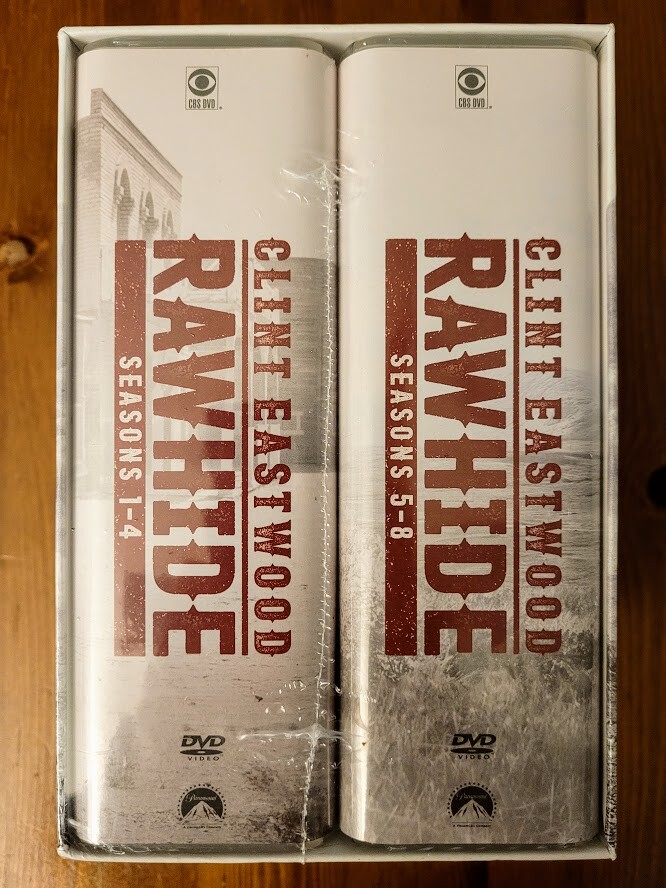 CBS DVD
CLINT EASTWOOD
RAWHIDE
SEASONS 1-4
DVD
VIDEO
Paramount
CBS DVD
CLINT EASTWOOD
RAWHIDE
SEASONS 5-8
DVD
VIDEO
Paramount